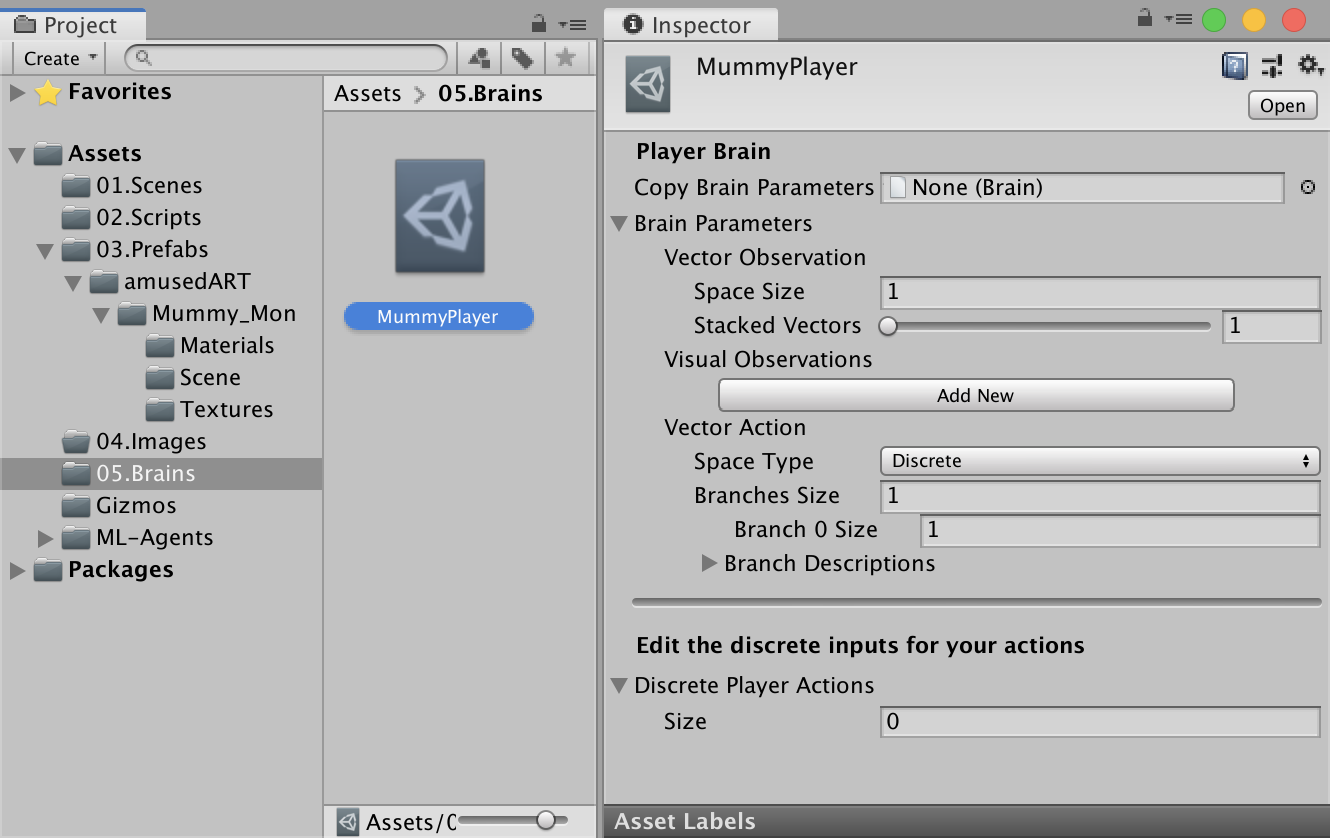 Project
Create
Favorites
Assets
01.Scenes
02.Scripts
03.Prefabs
amusedART
Mummy_Mon
Materials
Scene
Textures
04.Images
05.Brains
Gizmos
ML-Agents
Packages
Assets 05.Brains
MummyPlayer
Assets/0
Inspector
MummyPlayer
Open
Player Brain
Copy Brain Parameters None (Brain)
Brain Parameters
Vector Observation
Space Size 1
Stacked Vectors 1
Visual Observations
Add New
Vector Action
Space Type Discrete
Branches Size 1
Branch 0 Size 1
Branch Descriptions
Edit the discrete inputs for your actions
Discrete Player Actions
Size 0
Asset Labels